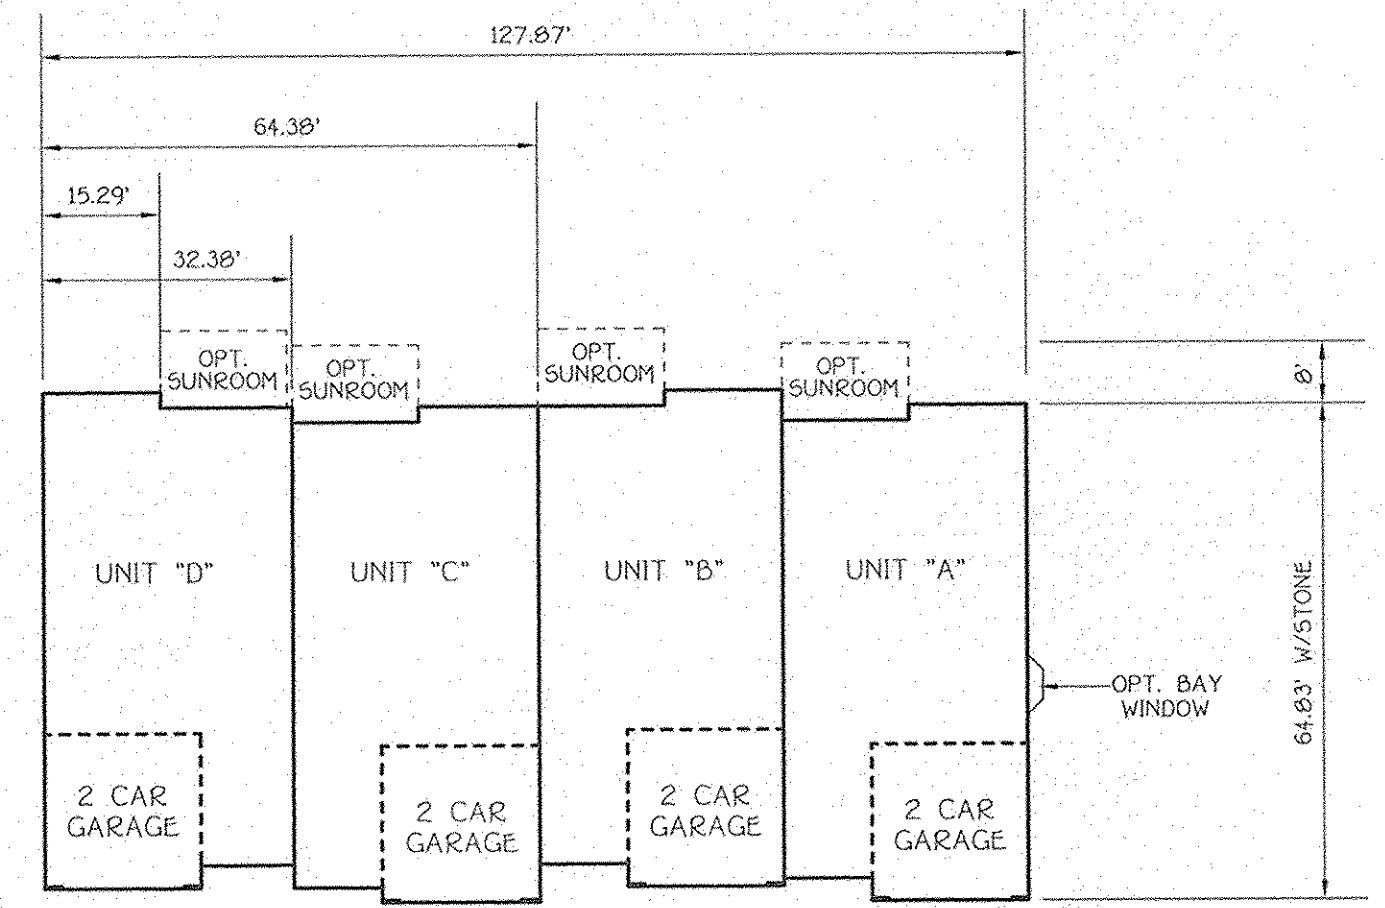 127.87'
64.38'
15.29'
32.38'
OPT.
SUNROOM
OPT.
SUNROOM
OPT.
SUNROOM
OPT.
SUNROOM
8'
UNIT "D"
UNIT "C"
UNIT "B"
UNIT "A"
64.83' W/STONE
OPT. BAY
WINDOW
2 CAR
GARAGE
2 CAR
GARAGE
2 CAR
GARAGE
2 CAR
GARAGE